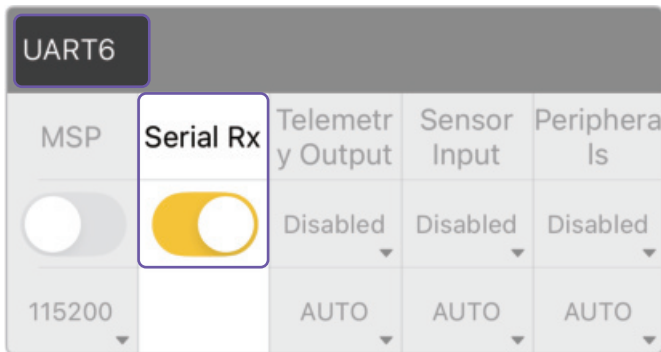 UART6
MSP
Serial Rx
Telemetr
y Output
Sensor
Input
Periphera
ls
Disabled
Disabled
Disabled
115200
AUTO
AUTO
AUTO